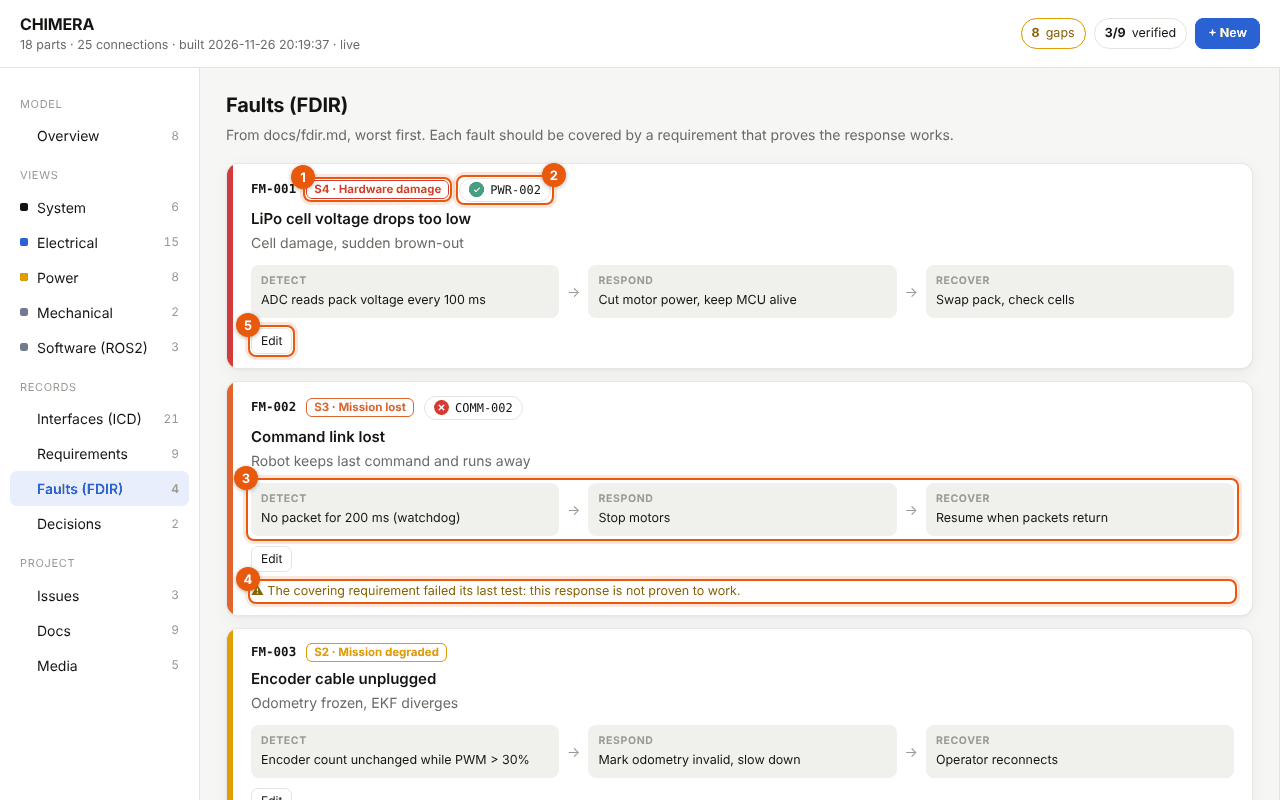 CHIMERA
18 parts · 25 connections · built 2026-11-26 20:19:37 · live
8 gaps
3/9 verified
+ New
MODEL
Overview 8
VIEWS
System 6
Electrical 15
Power 8
Mechanical 2
Software (ROS2) 3
RECORDS
Interfaces (ICD) 21
Requirements 9
Faults (FDIR) 4
Decisions 2
PROJECT
Issues 3
Docs 9
Media 5
Faults (FDIR)
From docs/fdir.md, worst first. Each fault should be covered by a requirement that proves the response works.
1
2
FM-001 S4 · Hardware damage PWR-002
LiPo cell voltage drops too low
Cell damage, sudden brown-out
DETECT
ADC reads pack voltage every 100 ms
→
RESPOND
Cut motor power, keep MCU alive
→
RECOVER
Swap pack, check cells
5
Edit
FM-002 S3 · Mission lost COMM-002
Command link lost
Robot keeps last command and runs away
3
DETECT
No packet for 200 ms (watchdog)
→
RESPOND
Stop motors
→
RECOVER
Resume when packets return
Edit
4
⚠ The covering requirement failed its last test: this response is not proven to work.
FM-003 S2 · Mission degraded
Encoder cable unplugged
Odometry frozen, EKF diverges
DETECT
Encoder count unchanged while PWM > 30%
→
RESPOND
Mark odometry invalid, slow down
→
RECOVER
Operator reconnects
Edit